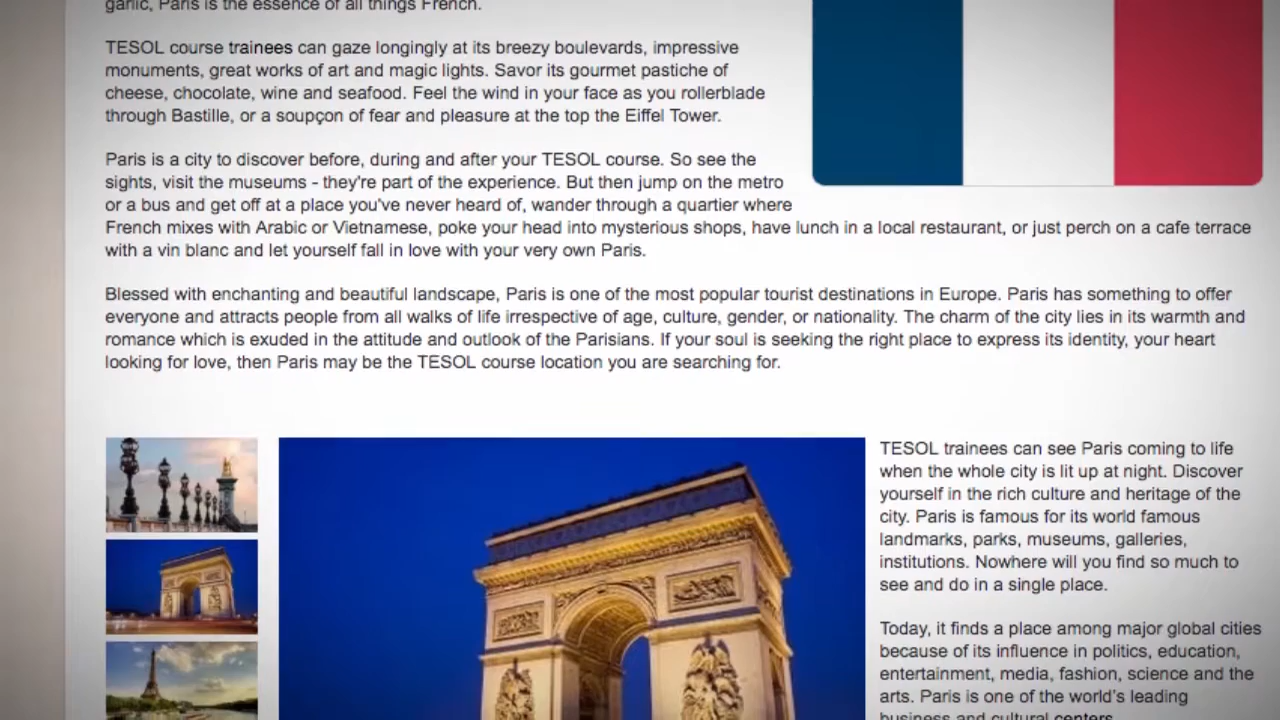 garlic, Paris is the essence of all things French.
TESOL course trainees can gaze longingly at its breezy boulevards, impressive
monuments, great works of art and magic lights. Savor its gourmet pastiche of
cheese, chocolate, wine and seafood. Feel the wind in your face as you rollerblade
through Bastille, or a soupçon of fear and pleasure at the top the Eiffel Tower.
Paris is a city to discover before, during and after your TESOL course. So see the
sights, visit the museums - they're part of the experience. But then jump on the metro
or a bus and get off at a place you've never heard of, wander through a quartier where
French mixes with Arabic or Vietnamese, poke your head into mysterious shops, have lunch in a local restaurant, or just perch on a cafe terrace
with a vin blanc and let yourself fall in love with your very own Paris.
Blessed with enchanting and beautiful landscape, Paris is one of the most popular tourist destinations in Europe. Paris has something to offer
everyone and attracts people from all walks of life irrespective of age, culture, gender, or nationality. The charm of the city lies in its warmth and
romance which is exuded in the attitude and outlook of the Parisians. If your soul is seeking the right place to express its identity, your heart
looking for love, then Paris may be the TESOL course location you are searching for.
TESOL trainees can see Paris coming to life
when the whole city is lit up at night. Discover
yourself in the rich culture and heritage of the
city. Paris is famous for its world famous
landmarks, parks, museums, galleries,
institutions. Nowhere will you find so much to
see and do in a single place.
Today, it finds a place among major global cities
because of its influence in politics, education,
entertainment, media, fashion, science and the
arts. Paris is one of the world's leading
business and cultural centers